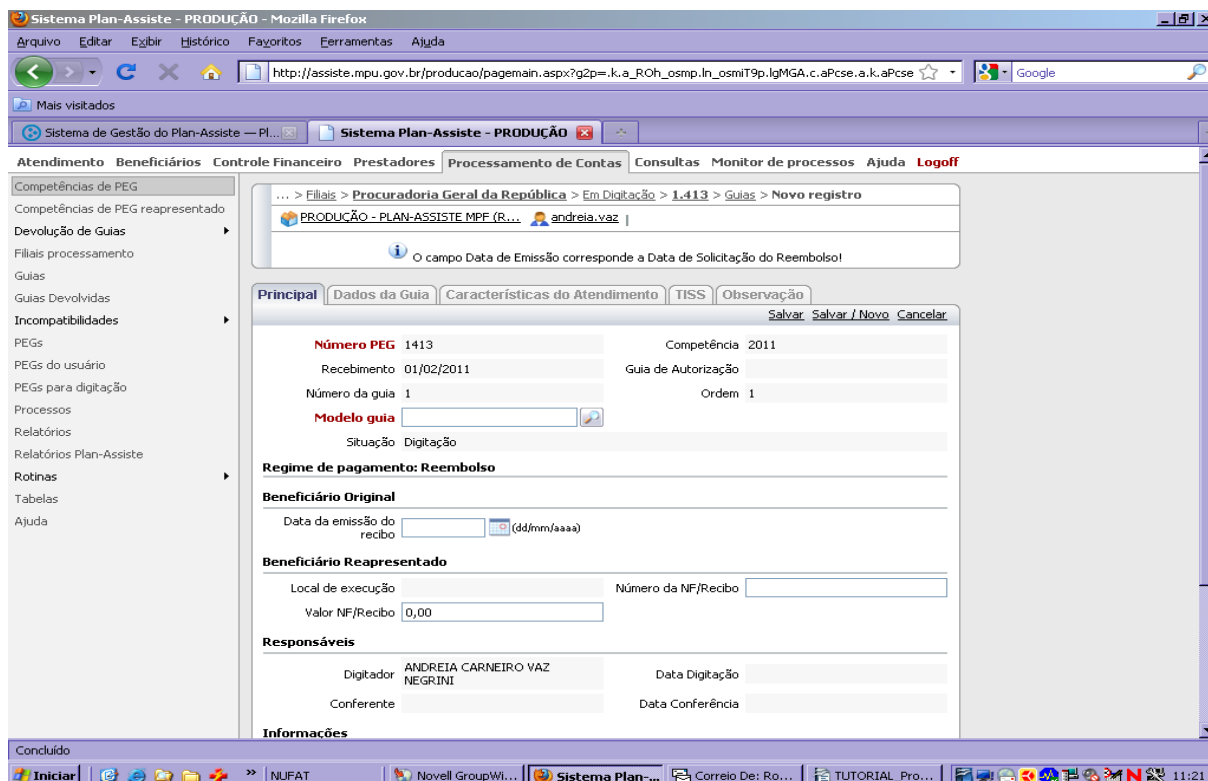 Sistema Plan-Assiste - PRODUÇÃO - Mozilla Firefox
Arquivo Editar Exibir Histórico Favoritos Ferramentas Ajuda
http://assiste.mpu.gov.br/producao/pagemain.aspx?g2p=.k.a_ROh_osmp.ln_osmiT9p.lgMGA.c.aPcse.a.k.aPcse Google
Mais visitados
Sistema de Gestão do Plan-Assiste — Pl... Sistema Plan-Assiste - PRODUÇÃO
Atendimento Beneficiários Controle Financeiro Prestadores Processamento de Contas Consultas Monitor de processos Ajuda Logoff
Competências de PEG
Competências de PEG reapresentado
Devolução de Guias
Filiais processamento
Guias
Guias Devolvidas
Incompatibilidades
PEGs
PEGs do usuário
PEGs para digitação
Processos
Relatórios
Relatórios Plan-Assiste
Rotinas
Tabelas
Ajuda
... > Filiais > Procuradoria Geral da República > Em Digitação > 1.413 > Guias > Novo registro
PRODUÇÃO - PLAN-ASSISTE MPF (R... andreia.vaz |
O campo Data de Emissão corresponde a Data de Solicitação do Reembolso!
Principal Dados da Guia Características do Atendimento TISS Observação
Salvar Salvar / Novo Cancelar
Número PEG 1413 Competência 2011
Recebimento 01/02/2011 Guia de Autorização
Número da guia 1 Ordem 1
Modelo guia
Situação Digitação
Regime de pagamento: Reembolso
Beneficiário Original
Data da emissão do
recibo (dd/mm/aaaa)
Beneficiário Reapresentado
Local de execução Número da NF/Recibo
Valor NF/Recibo 0,00
Responsáveis
Digitador ANDREIA CARNEIRO VAZ
NEGRINI Data Digitação
Conferente Data Conferência
Informações
Concluído
Iniciar » NUFAT Novell GroupWi... Sistema Plan-... Correio De: Ro... TUTORIAL Pro... 11:21